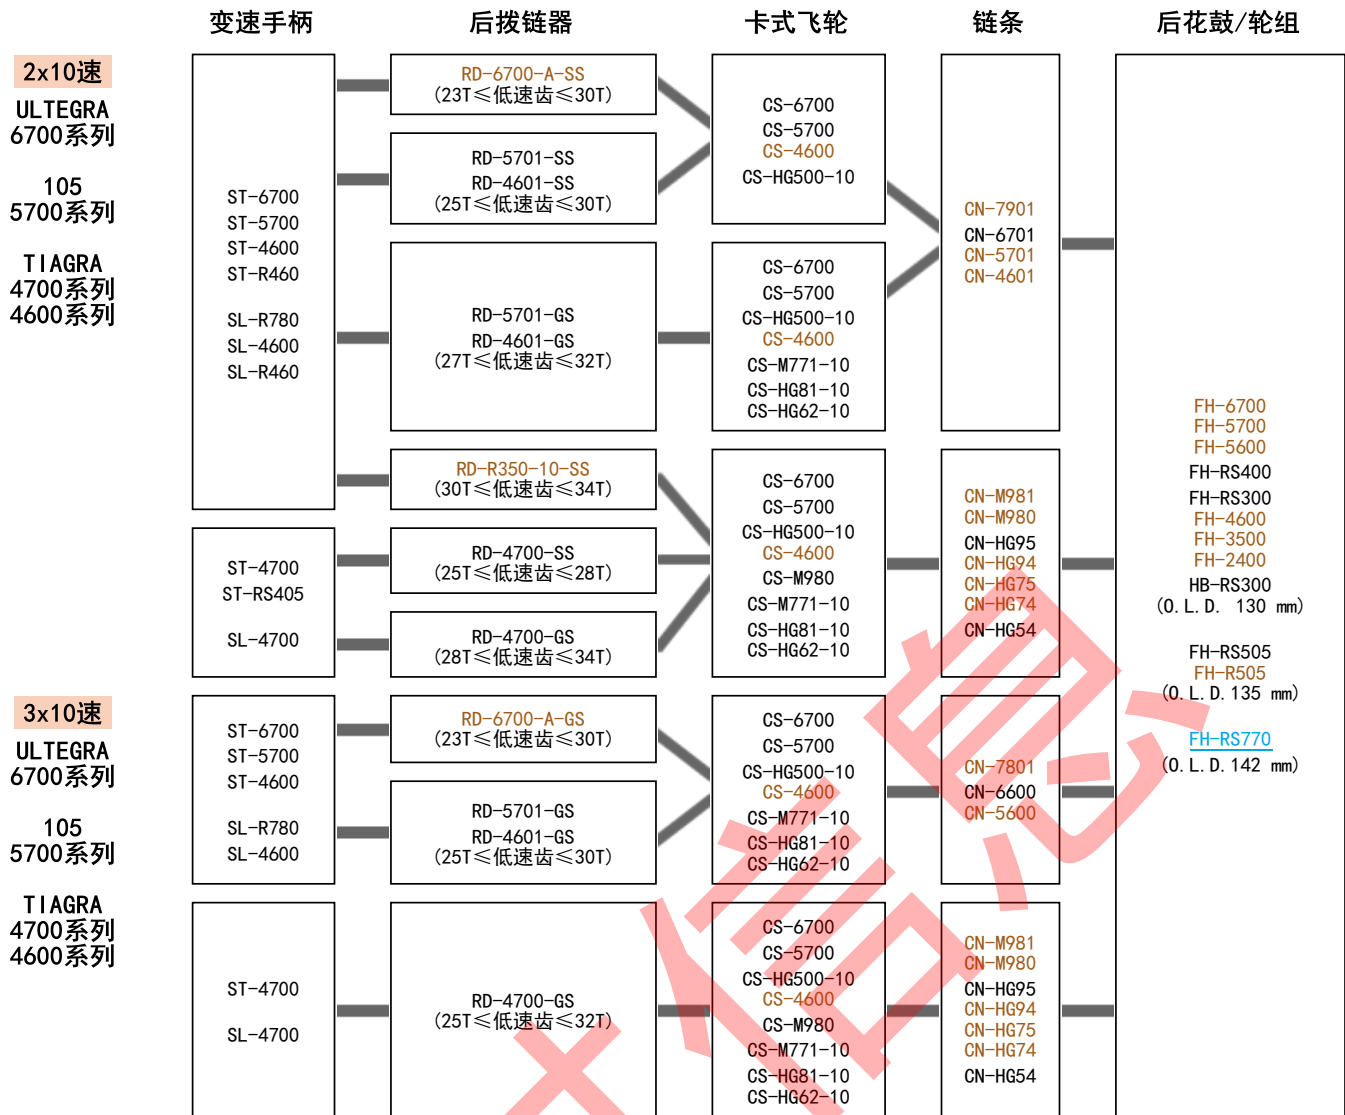 变速手柄
后拨链器
卡式飞轮
链条
后花鼓/轮组
2x10速
ULTEGRA
6700系列
105
5700系列
TIAGRA
4700系列
4600系列
ST-6700
ST-5700
ST-4600
ST-R460
SL-R780
SL-4600
SL-R460
RD-6700-A-SS
(23T≤低速齿≤30T)
RD-5701-SS
RD-4601-SS
(25T≤低速齿≤30T)
RD-5701-GS
RD-4601-GS
(27T≤低速齿≤32T)
CS-6700
CS-5700
CS-4600
CS-HG500-10
CS-6700
CS-5700
CS-HG500-10
CS-4600
CS-M771-10
CS-HG81-10
CS-HG62-10
CN-7901
CN-6701
CN-5701
CN-4601
RD-R350-10-SS
(30T≤低速齿≤34T)
ST-4700
ST-RS405
SL-4700
RD-4700-SS
(25T≤低速齿≤28T)
RD-4700-GS
(28T≤低速齿≤34T)
CS-6700
CS-5700
CS-HG500-10
CS-4600
CS-M980
CS-M771-10
CS-HG81-10
CS-HG62-10
CN-M981
CN-M980
CN-HG95
CN-HG94
CN-HG75
CN-HG74
CN-HG54
FH-6700
FH-5700
FH-5600
FH-RS400
FH-RS300
FH-4600
FH-3500
FH-2400
HB-RS300
(O.L.D. 130 mm)
FH-RS505
FH-R505
(O.L.D.135 mm)
FH-RS770
(O.L.D.142 mm)
3x10速
ULTEGRA
6700系列
105
5700系列
TIAGRA
4700系列
4600系列
ST-6700
ST-5700
ST-4600
SL-R780
SL-4600
RD-6700-A-GS
(23T≤低速齿≤30T)
RD-5701-GS
RD-4601-GS
(25T≤低速齿≤30T)
CS-6700
CS-5700
CS-HG500-10
CS-4600
CS-M771-10
CS-HG81-10
CS-HG62-10
CN-7801
CN-6600
CN-5600
ST-4700
SL-4700
RD-4700-GS
(25T≤低速齿≤32T)
CS-6700
CS-5700
CS-HG500-10
CS-4600
CS-M980
CS-M771-10
CS-HG81-10
CS-HG62-10
CN-M981
CN-M980
CN-HG95
CN-HG94
CN-HG75
CN-HG74
CN-HG54
信息